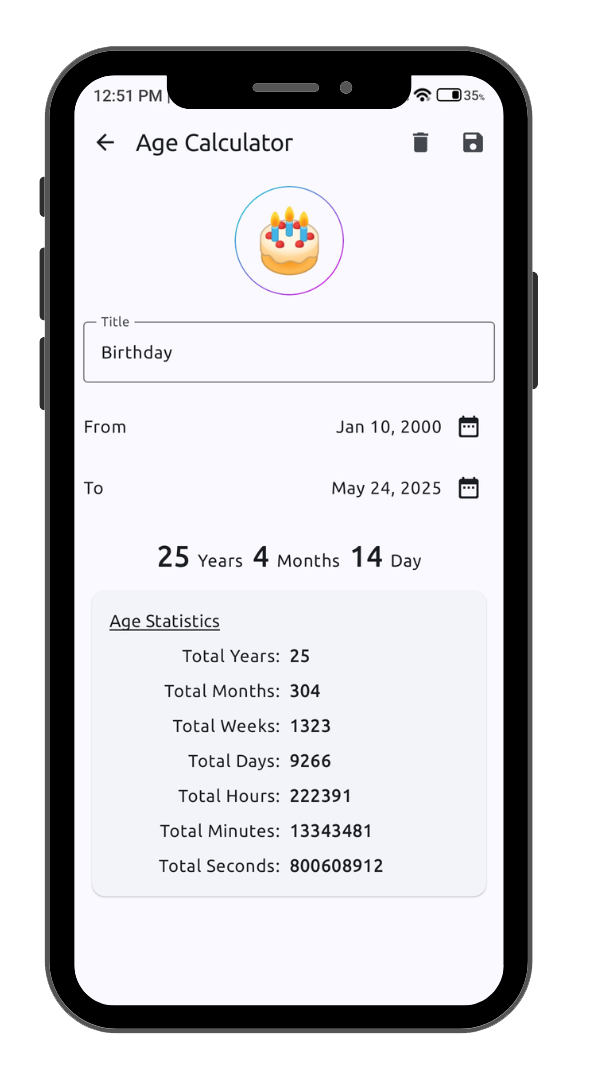 12:51 PM 35%
Age Calculator
Title
Birthday
From Jan 10, 2000
To May 24, 2025
25 Years 4 Months 14 Day
Age Statistics
Total Years: 25
Total Months: 304
Total Weeks: 1323
Total Days: 9266
Total Hours: 222391
Total Minutes: 13343481
Total Seconds: 800608912